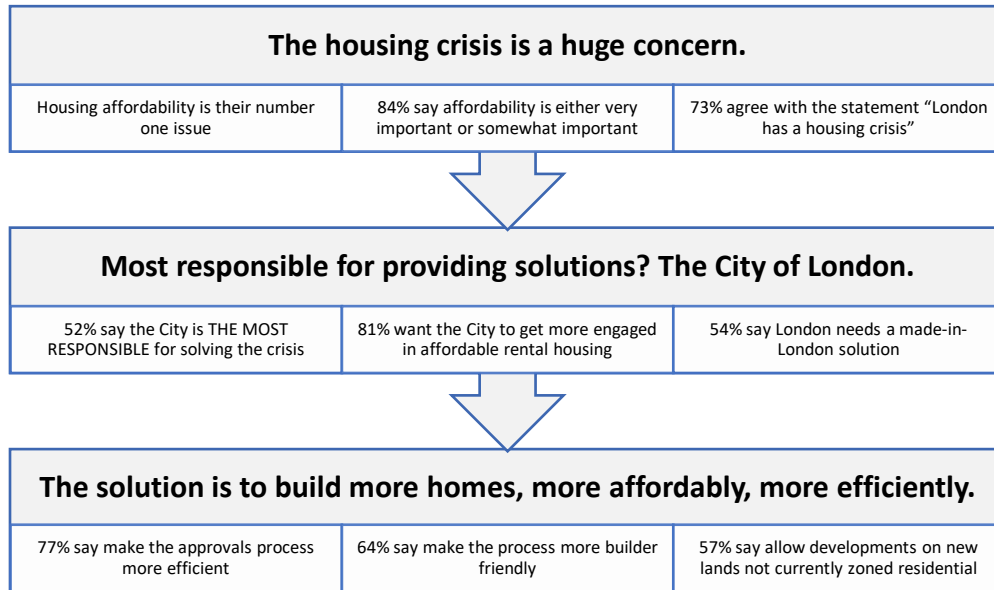 The housing crisis is a huge concern.
Housing affordability is their number
one issue
84% say affordability is either very
important or somewhat important
73% agree with the statement “London
has a housing crisis”
Most responsible for providing solutions? The City of London.
52% say the City is THE MOST
RESPONSIBLE for solving the crisis
81% want the City to get more engaged
in affordable rental housing
54% say London needs a made-in-
London solution
The solution is to build more homes, more affordably, more efficiently.
77% say make the approvals process
more efficient
64% say make the process more builder
friendly
57% say allow developments on new
lands not currently zoned residential